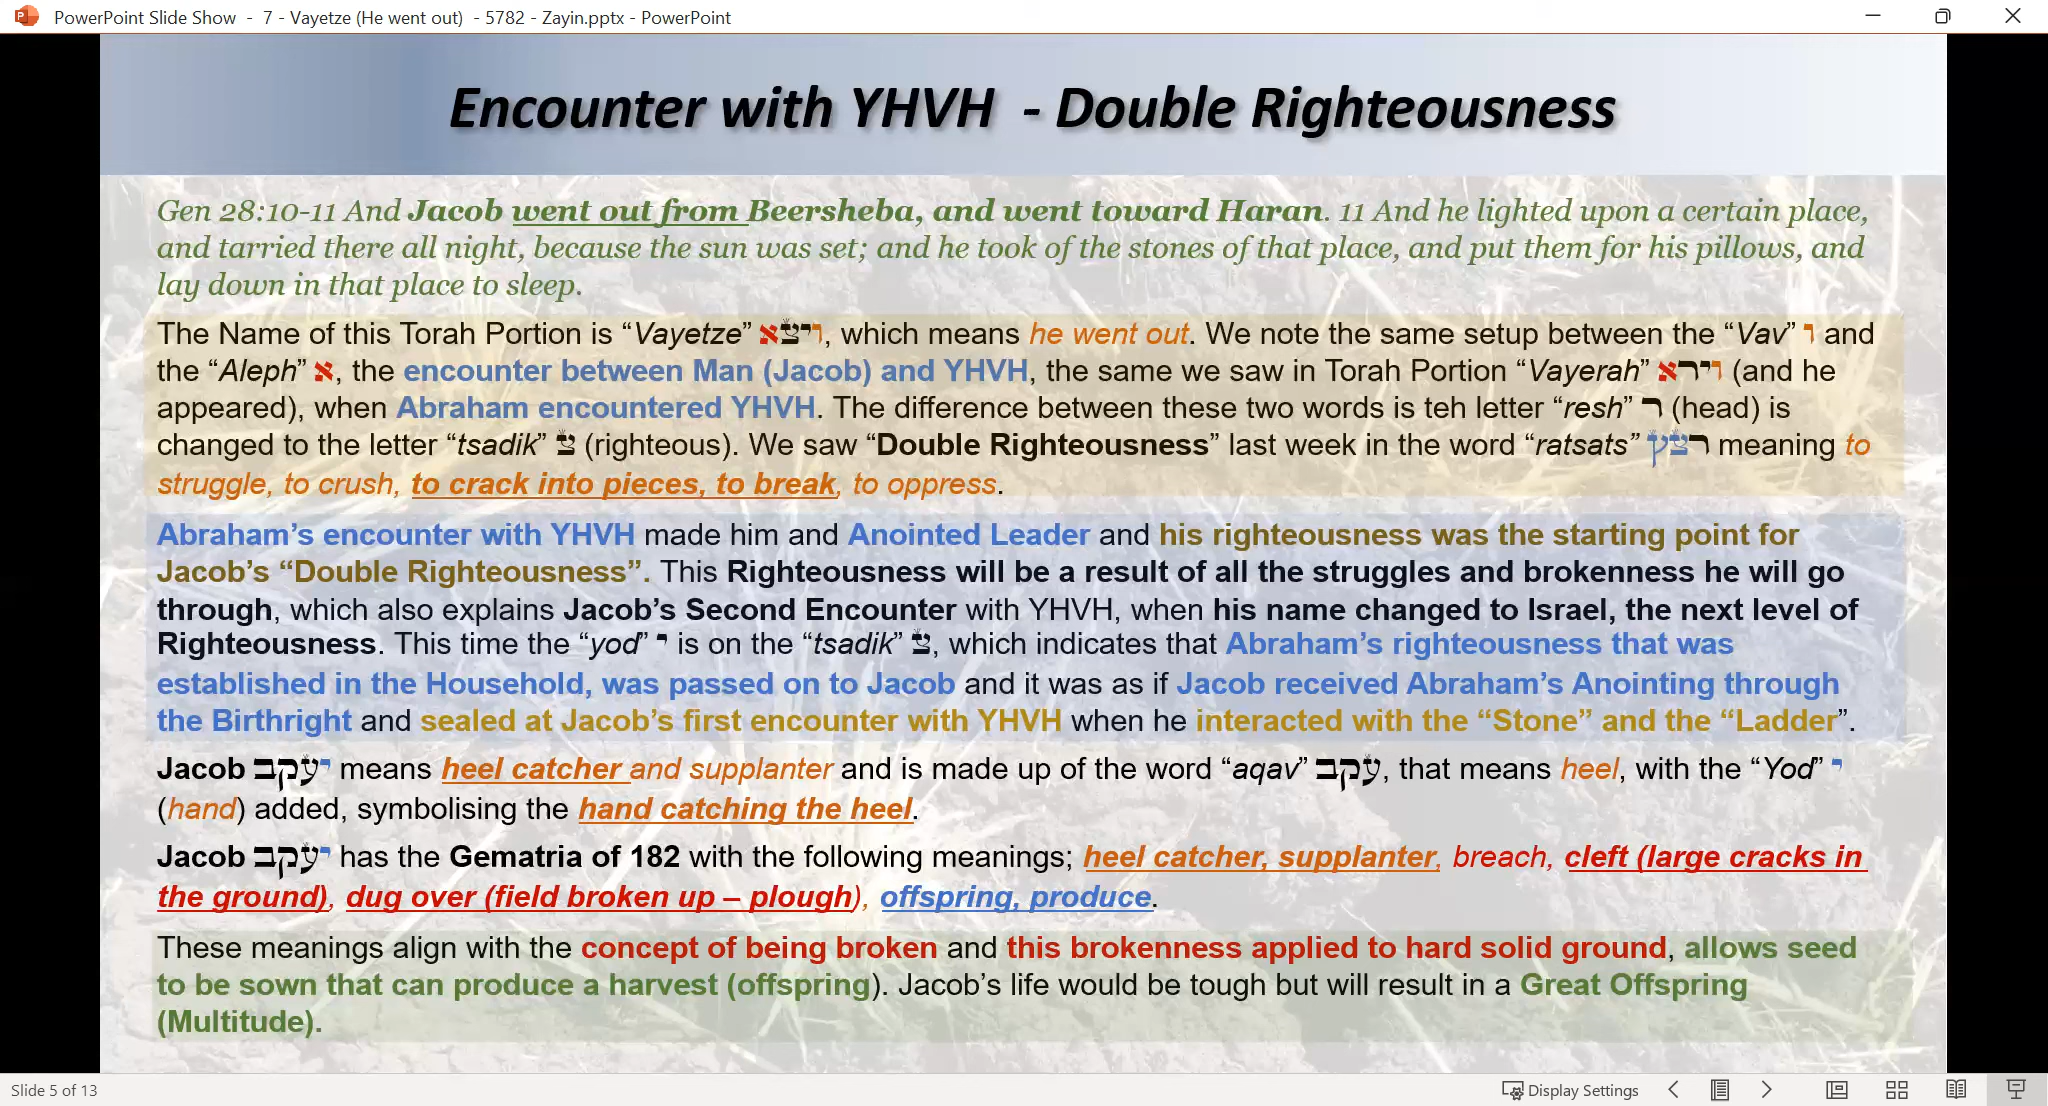 PowerPoint Slide Show - 7 - Vayetze (He went out) - 5782 - Zayin.pptx - PowerPoint
Encounter with YHVH - Double Righteousness
Gen 28:10-11 And Jacob went out from Beersheba, and went toward Haran. 11 And he lighted upon a certain place,
and tarried there all night, because the sun was set; and he took of the stones of that place, and put them for his pillows, and
lay down in that place to sleep.
The Name of this Torah Portion is “Vayetze” ויצא, which means he went out. We note the same setup between the “Vav” ו and
the “Aleph” א, the encounter between Man (Jacob) and YHVH, the same we saw in Torah Portion “Vayerah” וירא (and he
appeared), when Abraham encountered YHVH. The difference between these two words is teh letter “resh” ר (head) is
changed to the letter “tsadik” צ (righteous). We saw “Double Righteousness” last week in the word “ratsats” רצץ meaning to
struggle, to crush, to crack into pieces, to break, to oppress.
Abraham’s encounter with YHVH made him and Anointed Leader and his righteousness was the starting point for
Jacob’s “Double Righteousness”. This Righteousness will be a result of all the struggles and brokenness he will go
through, which also explains Jacob’s Second Encounter with YHVH, when his name changed to Israel, the next level of
Righteousness. This time the “yod” י is on the “tsadik” צ, which indicates that Abraham’s righteousness that was
established in the Household, was passed on to Jacob and it was as if Jacob received Abraham’s Anointing through
the Birthright and sealed at Jacob’s first encounter with YHVH when he interacted with the “Stone” and the “Ladder”.
Jacob יעקב means heel catcher and supplanter and is made up of the word “aqav” עקב, that means heel, with the “Yod” י
(hand) added, symbolising the hand catching the heel.
Jacob יעקב has the Gematria of 182 with the following meanings; heel catcher, supplanter, breach, cleft (large cracks in
the ground), dug over (field broken up – plough), offspring, produce.
These meanings align with the concept of being broken and this brokenness applied to hard solid ground, allows seed
to be sown that can produce a harvest (offspring). Jacob’s life would be tough but will result in a Great Offspring
(Multitude).
Slide 5 of 13
Display Settings